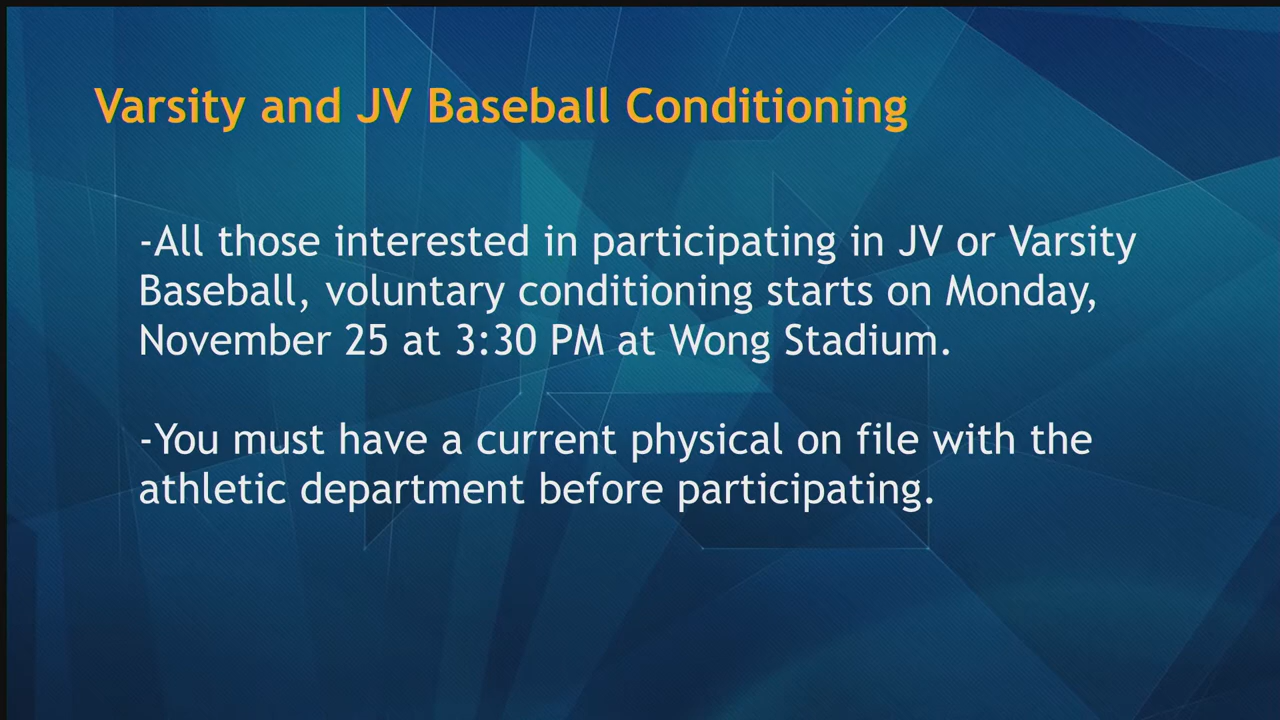 Varsity and JV Baseball Conditioning
-All those interested in participating in JV or Varsity
Baseball, voluntary conditioning starts on Monday,
November 25 at 3:30 PM at Wong Stadium.
-You must have a current physical on file with the
athletic department before participating.